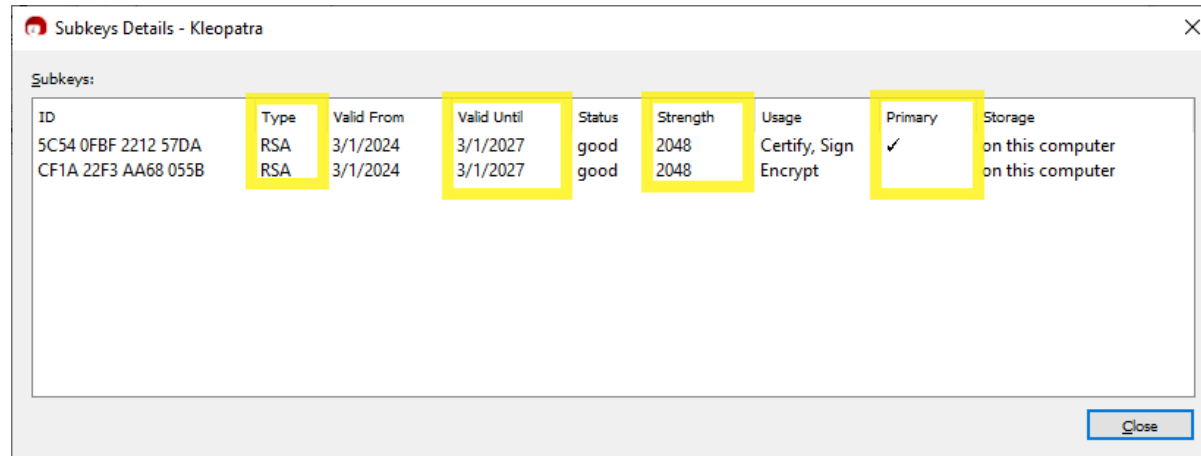 Subkeys Details - Kleopatra
Subkeys:
ID Type Valid From Valid Until Status Strength Usage Primary Storage
5C54 0FBF 2212 57DA RSA 3/1/2024 3/1/2027 good 2048 Certify, Sign ✓ on this computer
CF1A 22F3 AA68 055B RSA 3/1/2024 3/1/2027 good 2048 Encrypt on this computer
Close